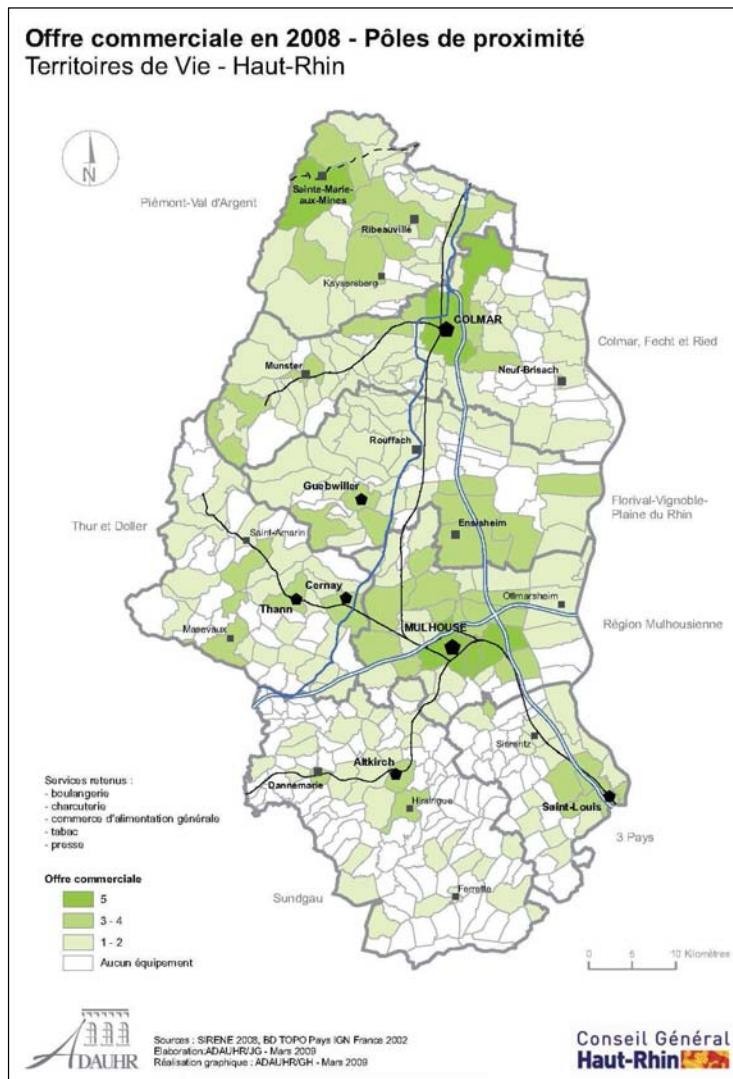 Offre commerciale en 2008 - Pôles de proximité
Territoires de Vie - Haut-Rhin
N
Piémont-Val d'Argent
Sainte-Marie-
aux-Mines
Ribeauvillé
Kaysersberg
COLMAR
Colmar, Fecht et Ried
Munster
Neuf-Brisach
Rouffach
Guebwiller
Florival-Vignoble-
Plaine du Rhin
Thur et Doller
Saint-Amarin
Ensisheim
Cernay
Thann
Ottmarsheim
Région Mulhousienne
Masevaux
MULHOUSE
Sierentz
Altkirch
Dannemarie
Hirsingue
Saint-Louis
3 Pays
Sundgau
Ferrette
Services retenus :
- boulangerie
- charcuterie
- commerce d'alimentation générale
- tabac
- presse
Offre commerciale
5
3 - 4
1 - 2
Aucun équipement
0 5 10 Kilomètres
ADAUHR
Sources : SIRENE 2008, BD TOPO Pays IGN France 2002
Elaboration:ADAUHR/JG - Mars 2009
Réalisation graphique : ADAUHR/GH - Mars 2009
Conseil Général
Haut-Rhin